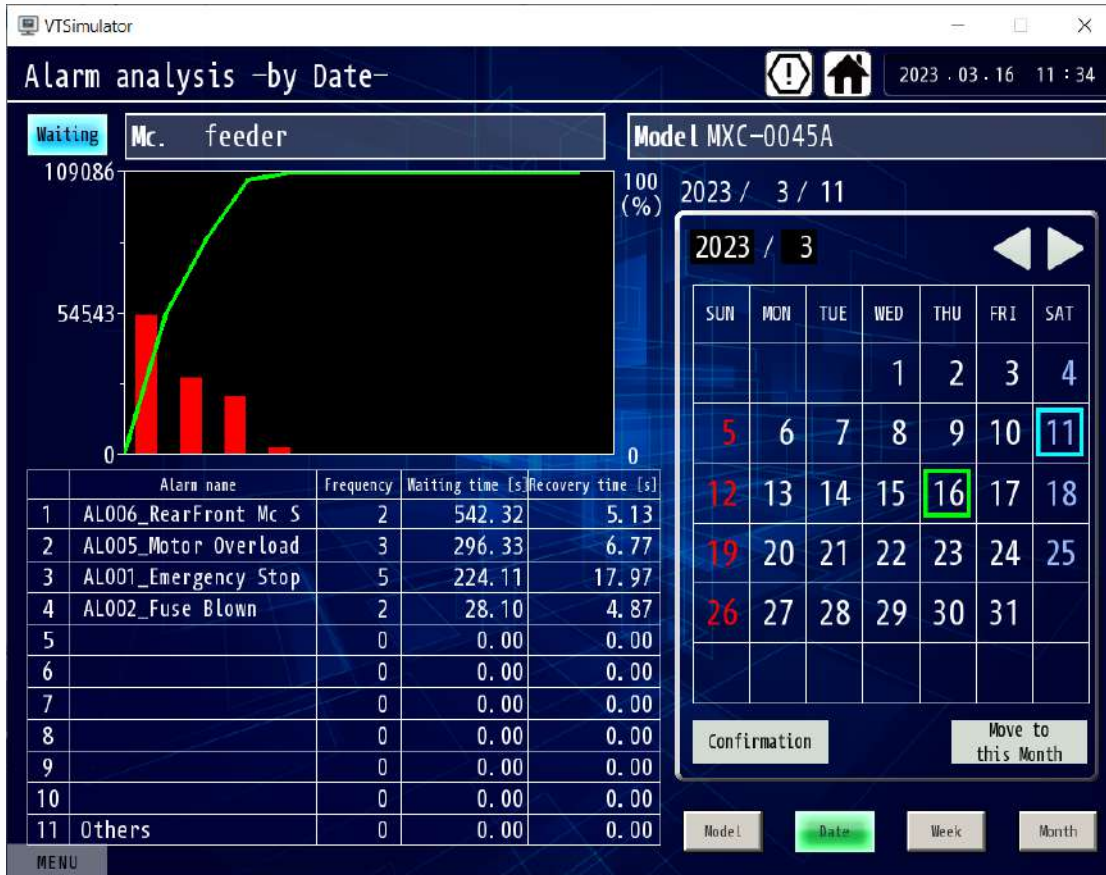 VTSimulator
Alarm analysis -by Date-
2023 . 03 . 16 11 : 34
Waiting Mc. feeder Model MXC-0045A
109086
54543
0
100
(%)
0
2023 / 3 / 11
2023 / 3
SUN MON TUE WED THU FRI SAT
1 2 3 4
5 6 7 8 9 10 11
12 13 14 15 16 17 18
19 20 21 22 23 24 25
26 27 28 29 30 31
Confirmation
Move to
this Month
Alarm name Frequency Waiting time [s] Recovery time [s]
1 AL006_RearFront Mc S 2 542.32 5.13
2 AL005_Motor Overload 3 296.33 6.77
3 AL001_Emergency Stop 5 224.11 17.97
4 AL002_Fuse Blown 2 28.10 4.87
5 0 0.00 0.00
6 0 0.00 0.00
7 0 0.00 0.00
8 0 0.00 0.00
9 0 0.00 0.00
10 0 0.00 0.00
11 Others 0 0.00 0.00
Model Date Week Month
MENU